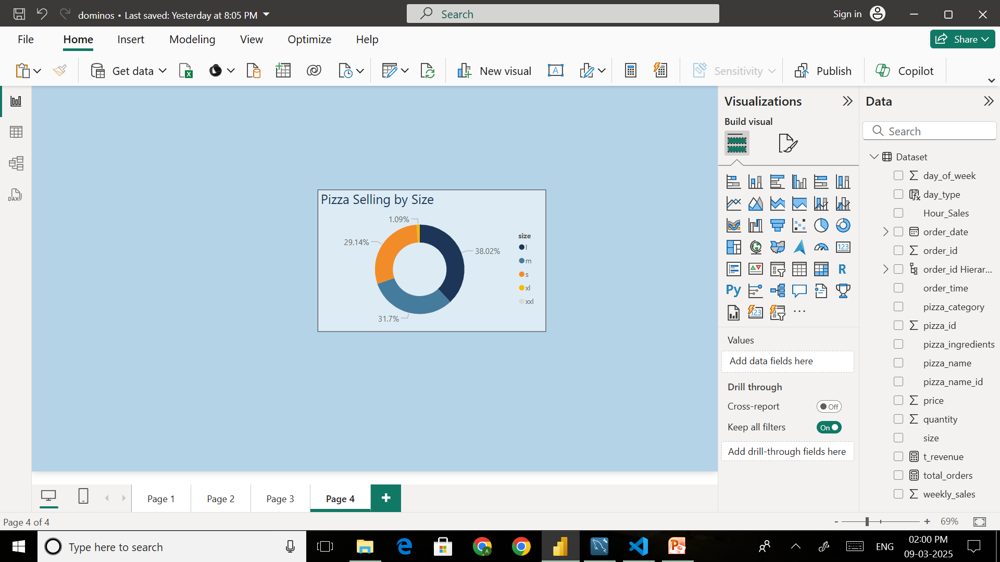 dominos • Last saved: Yesterday at 8:05 PM
Search
Sign in
File
Home
Insert
Modeling
View
Optimize
Help
Share
Get data
New visual
Sensitivity
Publish
Copilot
DAX
Pizza Selling by Size
1.09%
29.14%
38.02%
31.7%
size
l
m
s
xl
xxl
Visualizations
Build visual
123
R
Py
123
Values
Add data fields here
Drill through
Cross-report
Off
Keep all filters
On
Add drill-through fields here
Data
Search
Dataset
day_of_week
day_type
Hour_Sales
order_date
order_id
order_id Hierar...
order_time
pizza_category
pizza_id
pizza_ingredients
pizza_name
pizza_name_id
price
quantity
size
t_revenue
total_orders
weekly_sales
Page 1
Page 2
Page 3
Page 4
Page 4 of 4
- + 69%
Type here to search
ENG
02:00 PM
09-03-2025